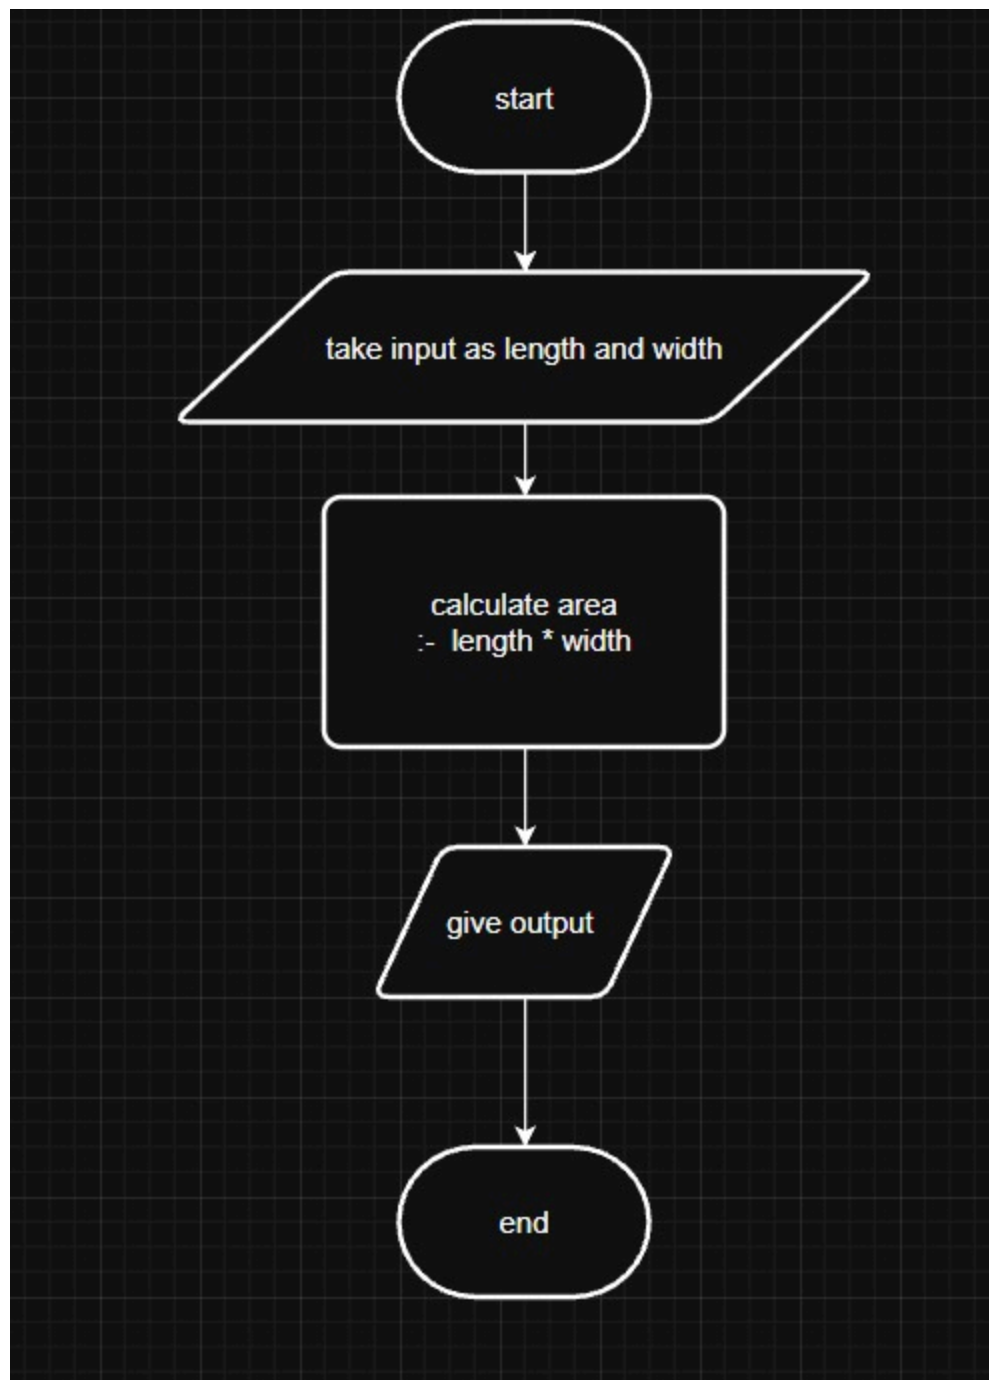 start
take input as length and width
calculate area
:-  length * width
give output
end